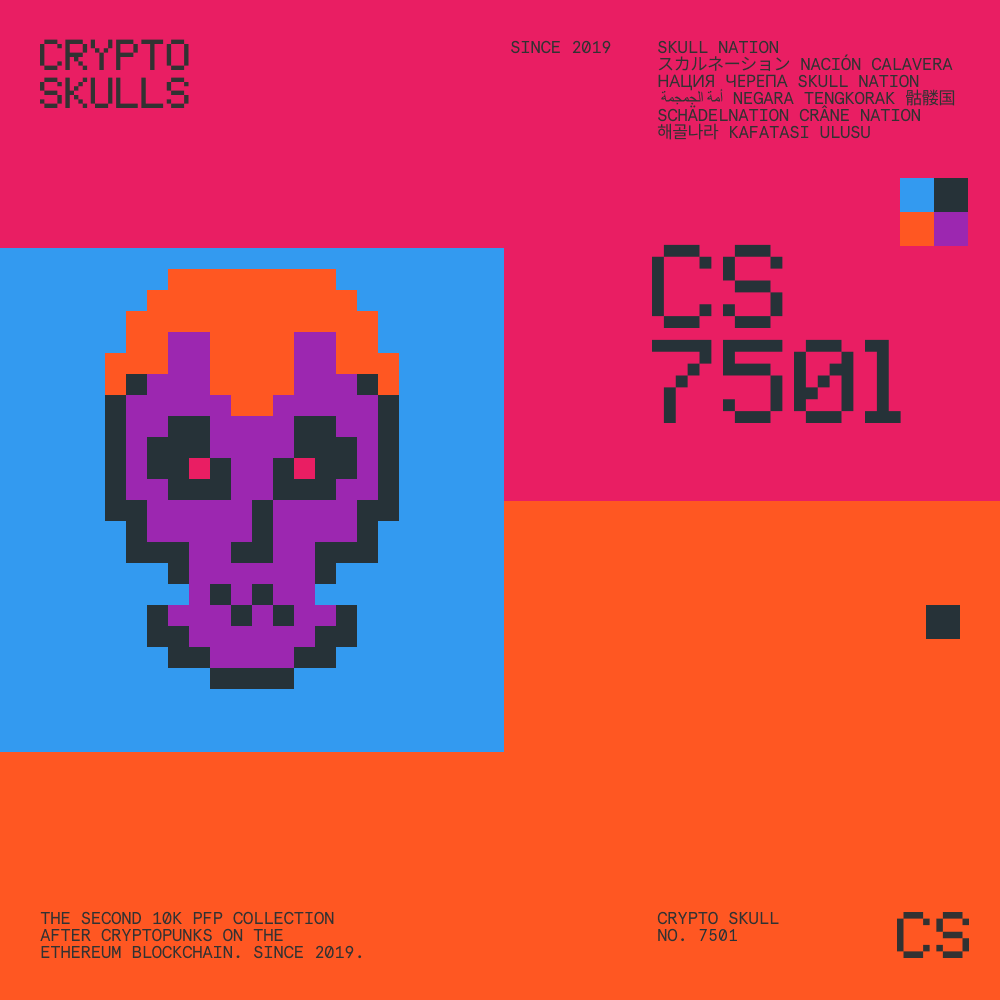 CRYPTO
SKULLS
SINCE 2019
SKULL NATION
スカルネーション NACIÓN CALAVERA
НАЦИЯ ЧЕРЕПА SKULL NATION
أمة الجمجمة NEGARA TENGKORAK 骷髅国
SCHÄDELNATION CRÂNE NATION
해골나라 KAFATASI ULUSU
CS
7501
THE SECOND 10K PFP COLLECTION
AFTER CRYPTOPUNKS ON THE
ETHEREUM BLOCKCHAIN. SINCE 2019.
CRYPTO SKULL
NO. 7501
CS